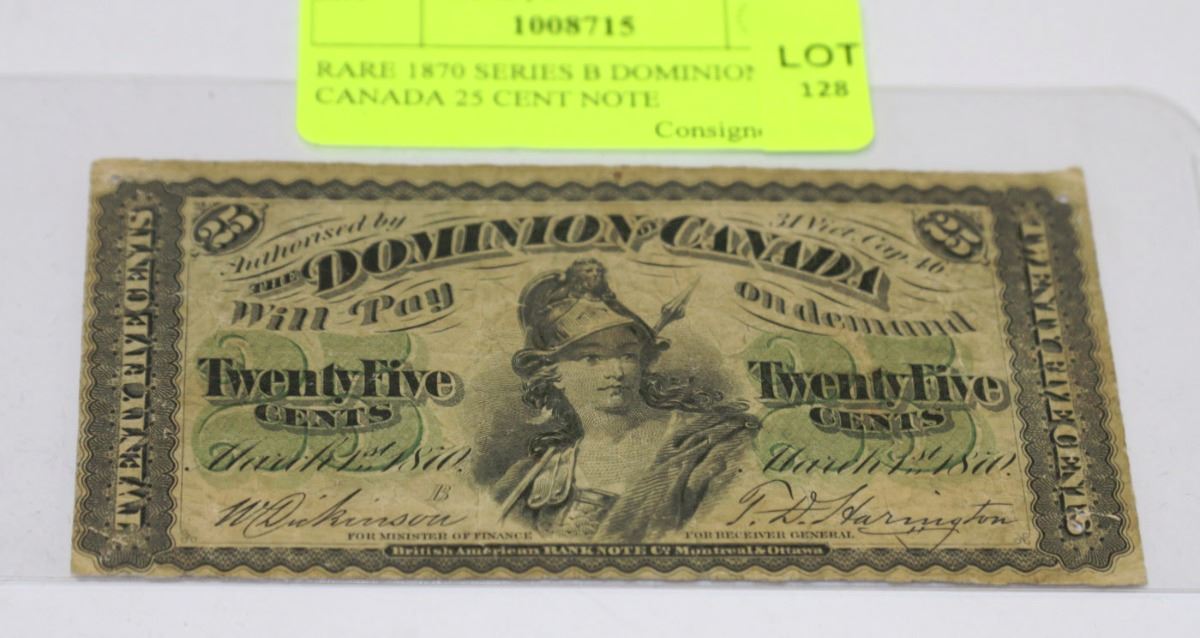 1008715
LOT
128
RARE 1870 SERIES B DOMINION
CANADA 25 CENT NOTE
Consign
25
25
Authorised by
31 Vict. Cap. 46
THE DOMINION OF CANADA
Will Pay
on demand
Twenty Five
CENTS
Twenty Five
CENTS
March 1st 1870.
March 1st 1870.
TWENTY FIVE CENTS
TWENTY FIVE CENTS
B
W Dickinson
T. D. Harington
FOR MINISTER OF FINANCE
FOR RECEIVER GENERAL
British American BANK NOTE Co. Montreal & Ottawa